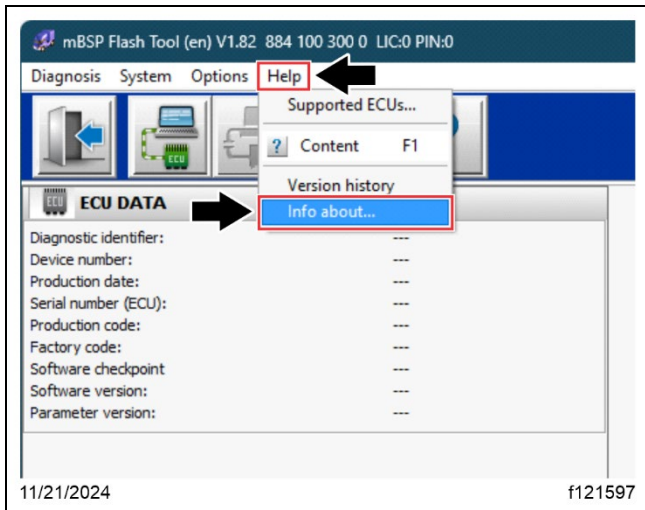 mBSP Flash Tool (en) V1.82 884 100 300 0 LIC:0 PIN:0
Diagnosis System Options Help
Supported ECUs...
ECU
? Content F1
Version history
ECU ECU DATA
Info about...
Diagnostic identifier: ---
Device number: ---
Production date: ---
Serial number (ECU): ---
Production code: ---
Factory code: ---
Software checkpoint ---
Software version: ---
Parameter version: ---
11/21/2024 f121597